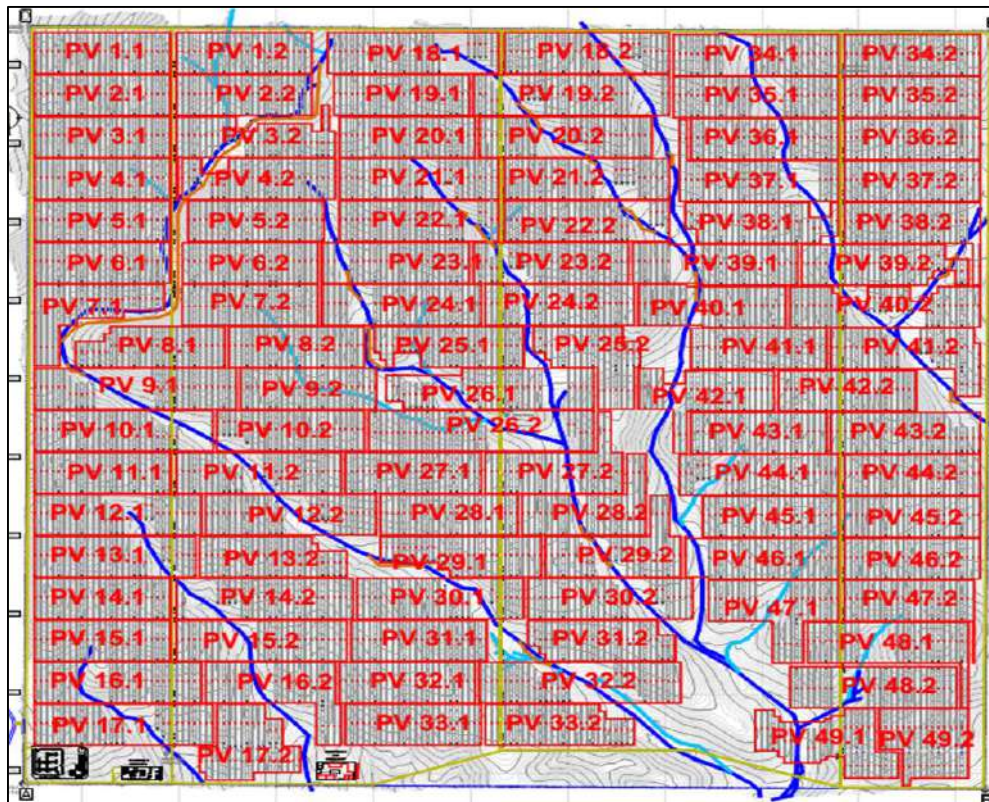 PV 1.1 PV 1.2 PV 18.1 PV 18.2 PV 34.1 PV 34.2
PV 2.1 PV 2.2 PV 19.1 PV 19.2 PV 35.1 PV 35.2
PV 3.1 PV 3.2 PV 20.1 PV 20.2 PV 36.1 PV 36.2
PV 4.1 PV 4.2 PV 21.1 PV 21.2 PV 37.1 PV 37.2
PV 5.1 PV 5.2 PV 22.1 PV 22.2 PV 38.1 PV 38.2
PV 6.1 PV 6.2 PV 23.1 PV 23.2 PV 39.1 PV 39.2
PV 7.1 PV 7.2 PV 24.1 PV 24.2 PV 40.1 PV 40.2
PV 8.1 PV 8.2 PV 25.1 PV 25.2 PV 41.1 PV 41.2
PV 9.1 PV 9.2 PV 26.1 PV 42.1 PV 42.2
PV 10.1 PV 10.2 PV 26.2 PV 43.1 PV 43.2
PV 11.1 PV 11.2 PV 27.1 PV 27.2 PV 44.1 PV 44.2
PV 12.1 PV 12.2 PV 28.1 PV 28.2 PV 45.1 PV 45.2
PV 13.1 PV 13.2 PV 29.1 PV 29.2 PV 46.1 PV 46.2
PV 14.1 PV 14.2 PV 30.1 PV 30.2 PV 47.1 PV 47.2
PV 15.1 PV 15.2 PV 31.1 PV 31.2 PV 48.1
PV 16.1 PV 16.2 PV 32.1 PV 32.2 PV 48.2
PV 17.1 PV 17.2 PV 33.1 PV 33.2 PV 49.1 PV 49.2